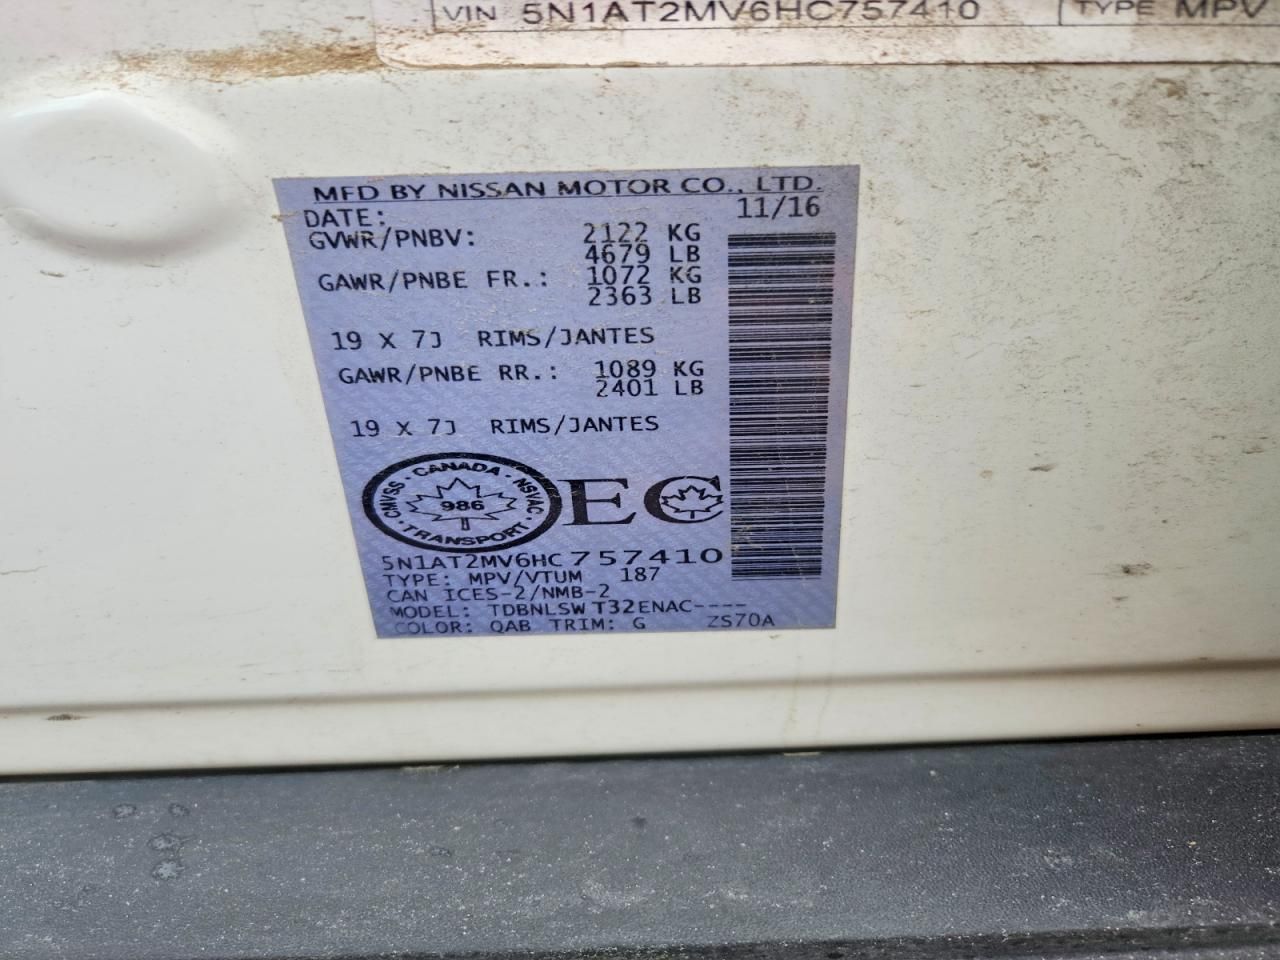 VIN 5N1AT2MV6HC757410 TYPE MPV
MFD BY NISSAN MOTOR CO., LTD.
DATE: 11/16
GVWR/PNBV: 2122 KG
4679 LB
GAWR/PNBE FR.: 1072 KG
2363 LB
19 X 7J RIMS/JANTES
GAWR/PNBE RR.: 1089 KG
2401 LB
19 X 7J RIMS/JANTES
CANADA · NSVAC · TRANSPORT · CMVSS ·
986
EC
5N1AT2MV6HC757410
TYPE: MPV/VTUM 187
CAN ICES-2/NMB-2
MODEL: TDBNLSW T32ENAC----
COLOR: QAB TRIM: G ZS70A